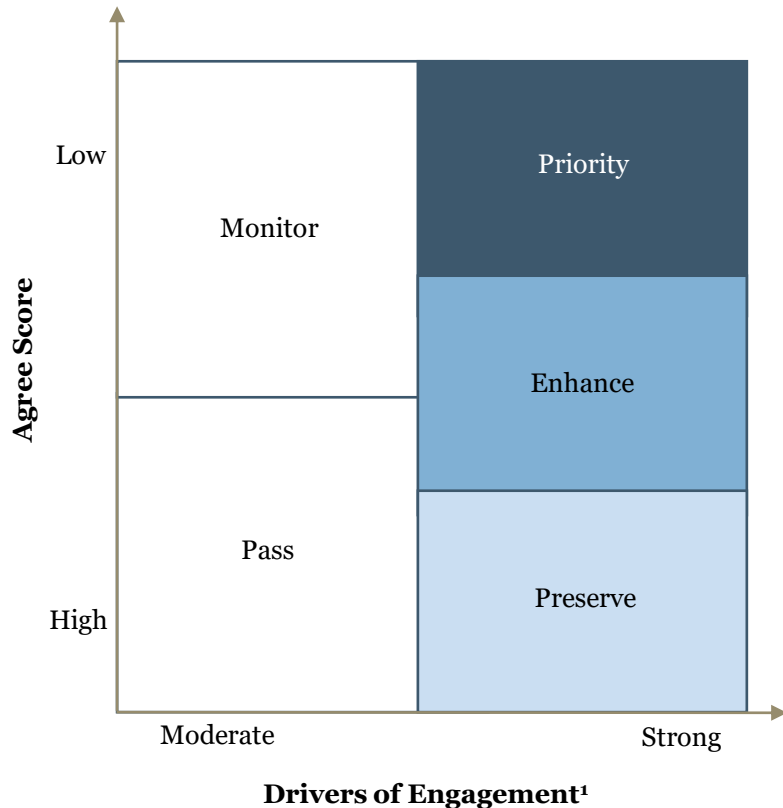 Low
Priority
Monitor
Agree Score
Enhance
Pass
Preserve
High
Moderate
Strong
Drivers of Engagement¹